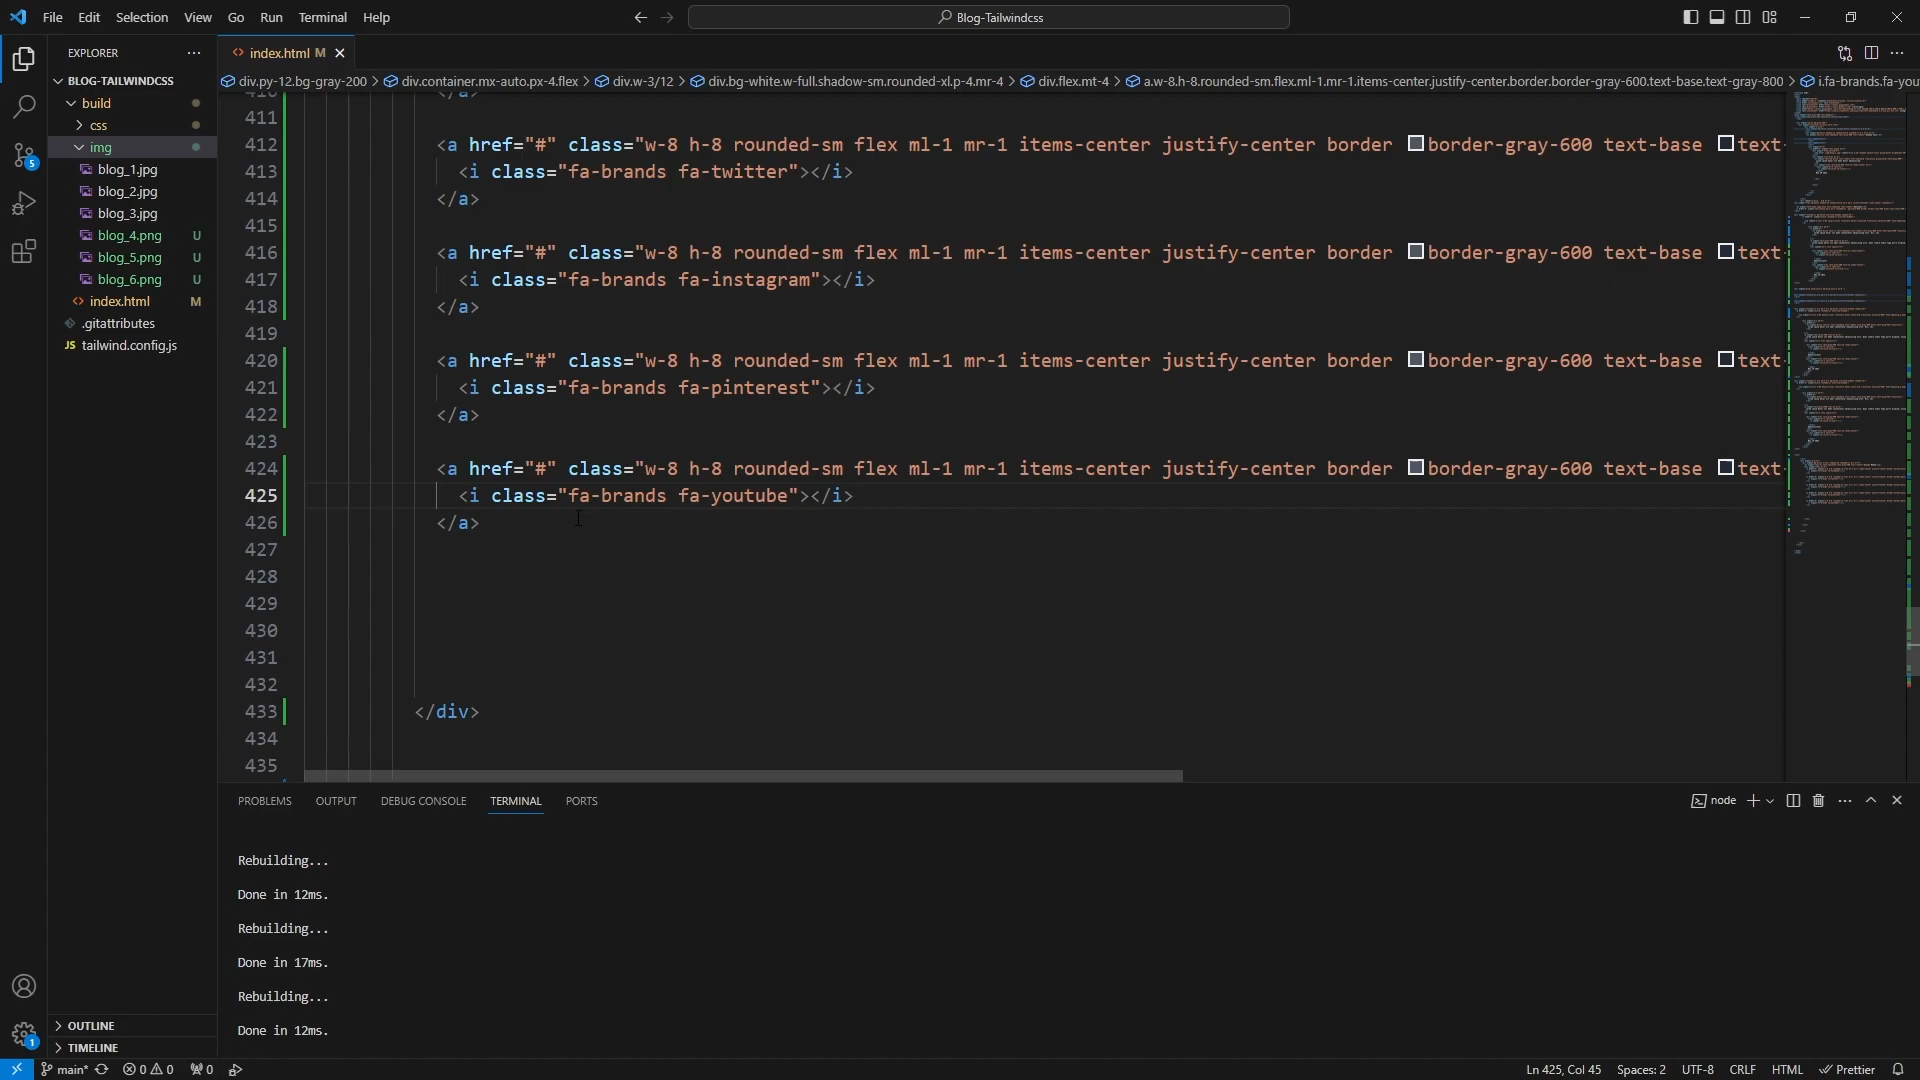 File Edit Selection View Go Run Terminal Help
Blog-Tailwindcss
EXPLORER
index.html M
BLOG-TAILWINDCSS
div.py-12.bg-gray-200 > div.container.mx-auto.px-4.flex > div.w-3/12 > div.bg-white.w-full.shadow-sm.rounded-xl.p-4.mr-4 > div.flex.mt-4 > a.w-8.h-8.rounded-sm.flex.ml-1.mr-1.items-center.justify-center.border.border-gray-600.text-base.text-gray-800 > i.fa-brands.fa-you
build
css
img
blog_1.jpg
blog_2.jpg
blog_3.jpg
blog_4.png U
blog_5.png U
blog_6.png U
index.html M
.gitattributes
JS tailwind.config.js
OUTLINE
TIMELINE
411
412 <a href="#" class="w-8 h-8 rounded-sm flex ml-1 mr-1 items-center justify-center border border-gray-600 text-base text-
413 <i class="fa-brands fa-twitter"></i>
414 </a>
415
416 <a href="#" class="w-8 h-8 rounded-sm flex ml-1 mr-1 items-center justify-center border border-gray-600 text-base text-
417 <i class="fa-brands fa-instagram"></i>
418 </a>
419
420 <a href="#" class="w-8 h-8 rounded-sm flex ml-1 mr-1 items-center justify-center border border-gray-600 text-base text-
421 <i class="fa-brands fa-pinterest"></i>
422 </a>
423
424 <a href="#" class="w-8 h-8 rounded-sm flex ml-1 mr-1 items-center justify-center border border-gray-600 text-base text-
425 <i class="fa-brands fa-youtube"></i>
426 </a>
427
428
429
430
431
432
433 </div>
434
435
PROBLEMS OUTPUT DEBUG CONSOLE TERMINAL PORTS
node
Rebuilding...
Done in 12ms.
Rebuilding...
Done in 17ms.
Rebuilding...
Done in 12ms.
5
1
main* 0 0 0
Ln 425, Col 45 Spaces: 2 UTF-8 CRLF HTML Prettier